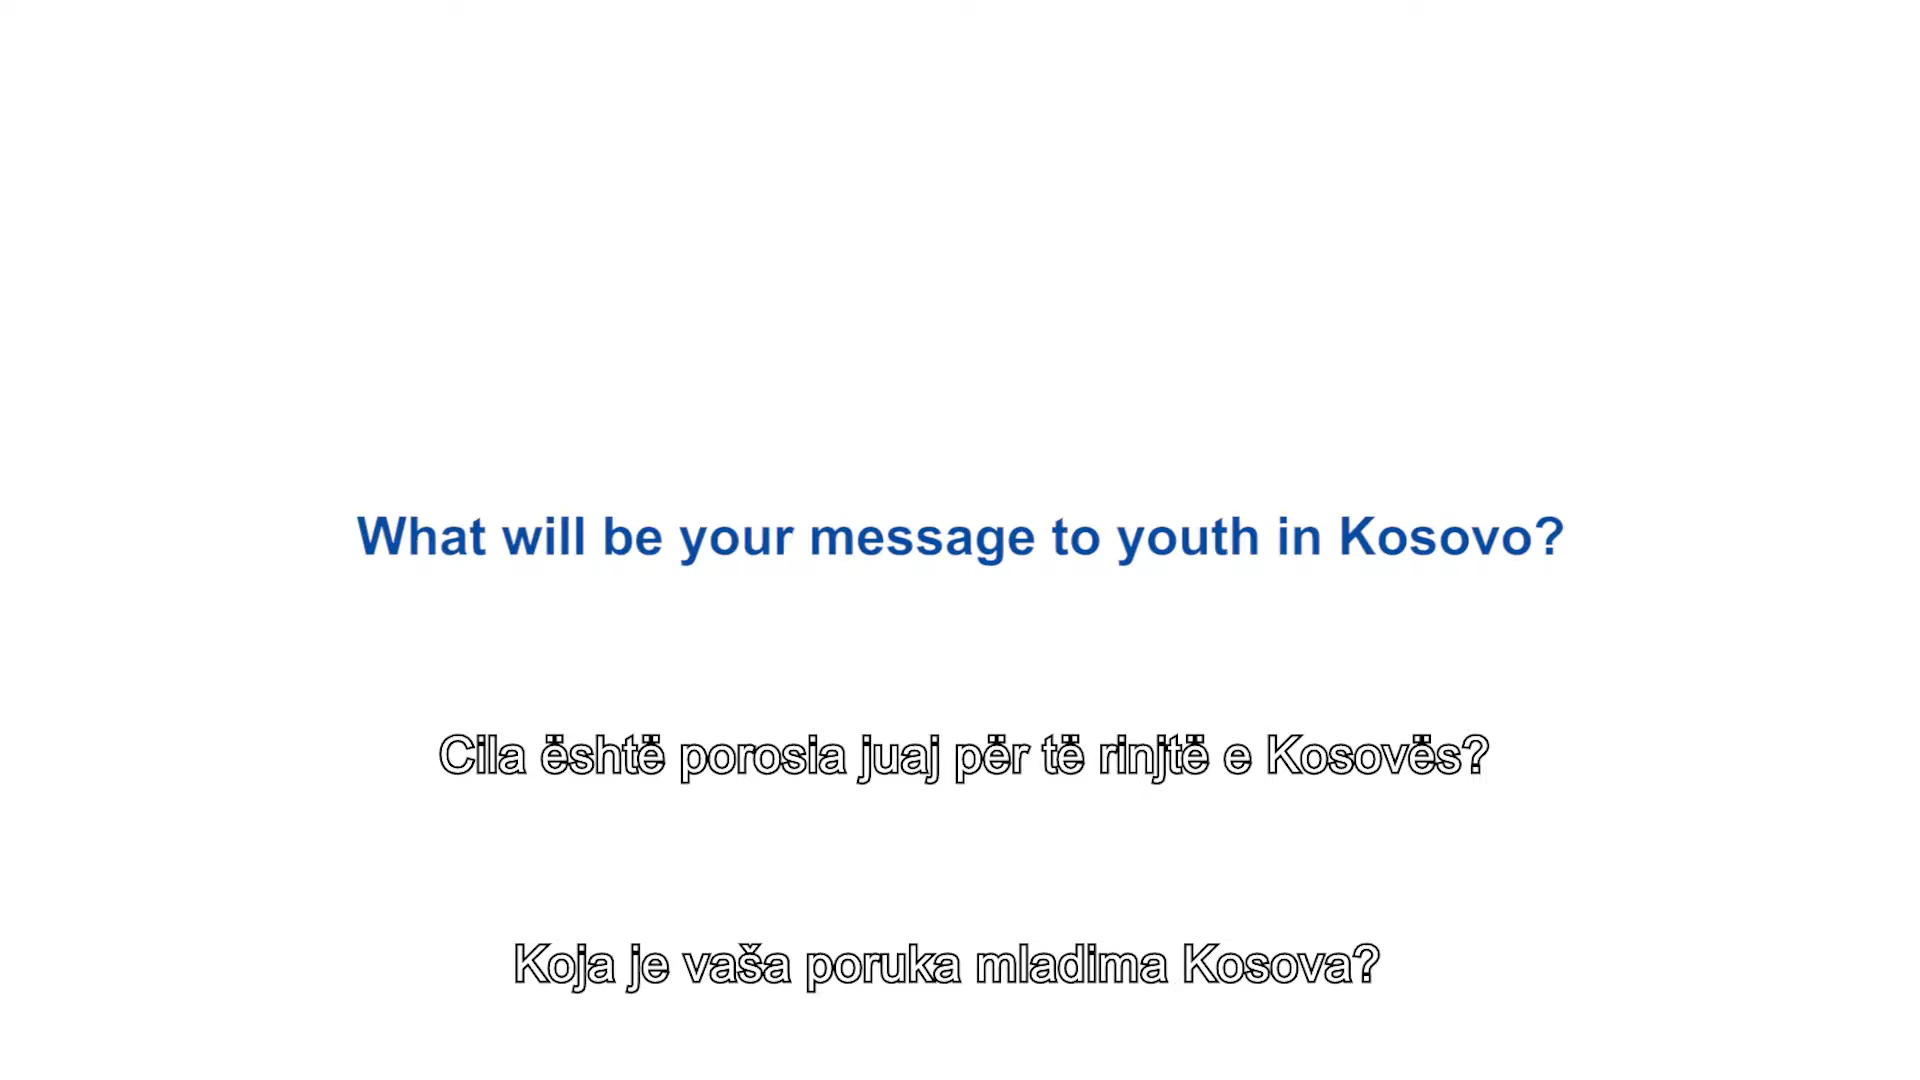 What will be your message to youth in Kosovo?
Cila është porosia juaj për të rinjtë e Kosovës?
Koja je vaša poruka mladima Kosova?